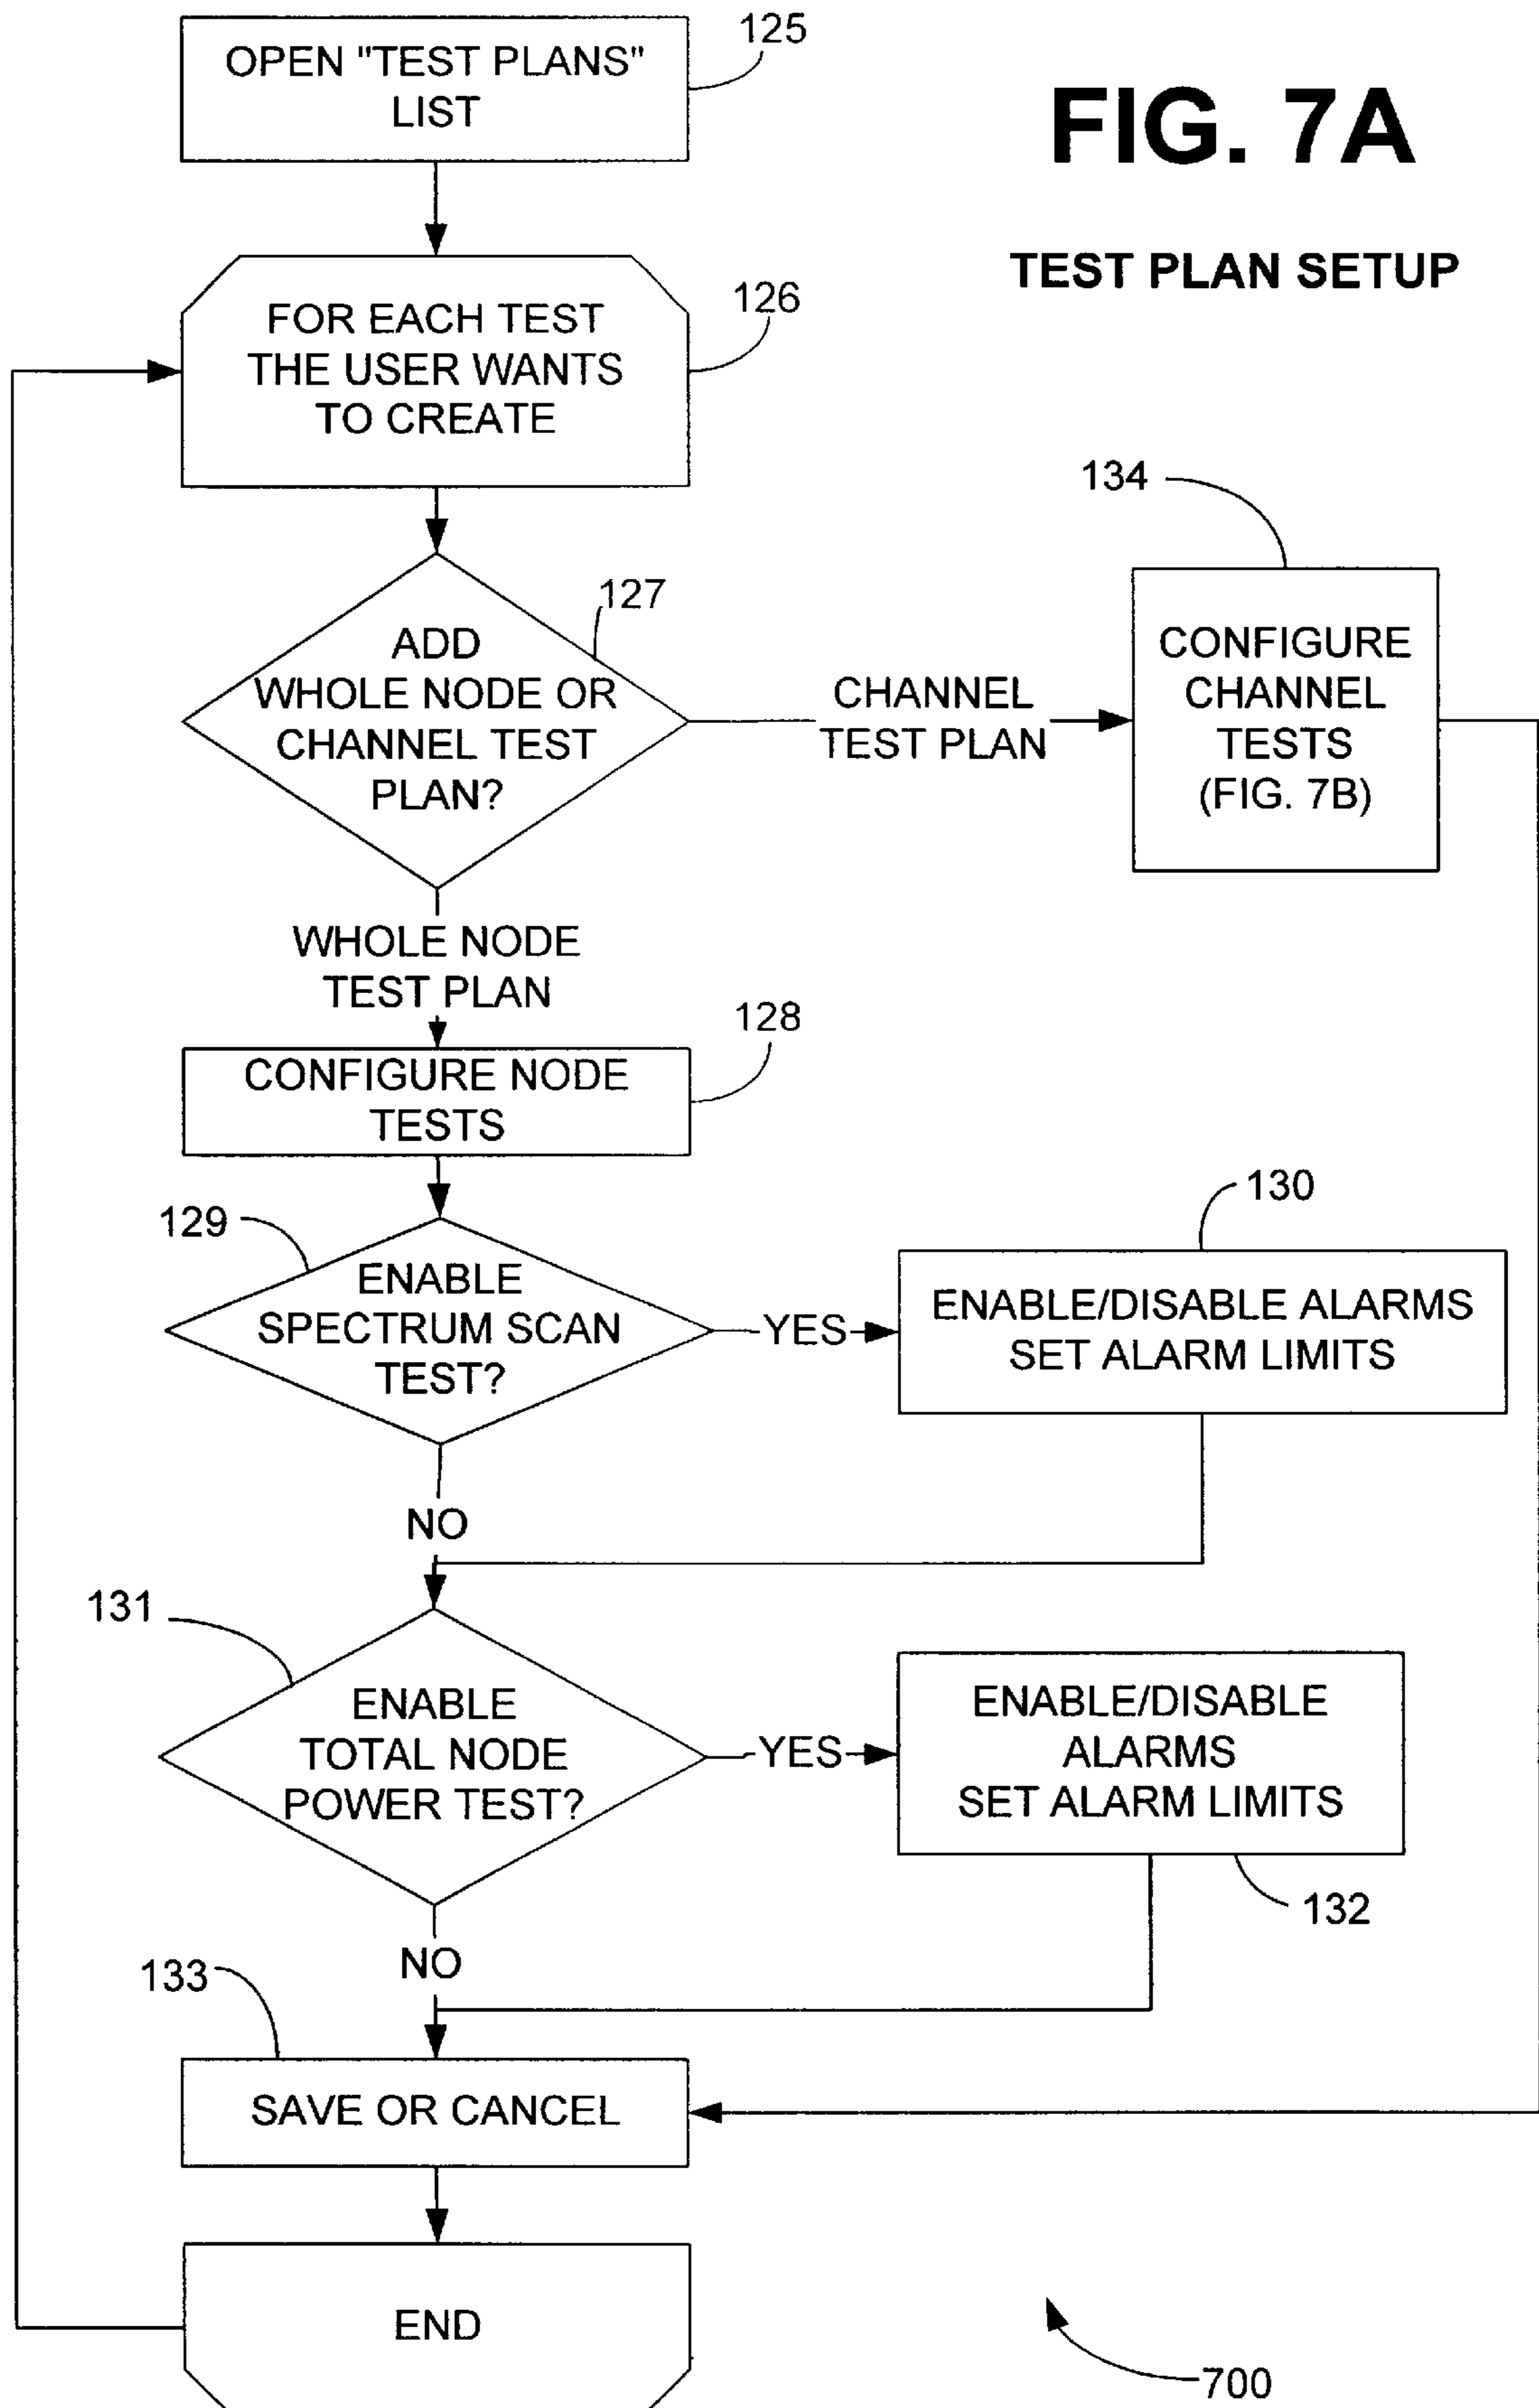 125
OPEN "TEST PLANS"
LIST
FIG. 7A
TEST PLAN SETUP
126
FOR EACH TEST
THE USER WANTS
TO CREATE
134
127
ADD
WHOLE NODE OR
CHANNEL TEST
PLAN?
CHANNEL
TEST PLAN
CONFIGURE
CHANNEL
TESTS
(FIG. 7B)
WHOLE NODE
TEST PLAN
128
CONFIGURE NODE
TESTS
129
ENABLE
SPECTRUM SCAN
TEST?
YES
130
ENABLE/DISABLE ALARMS
SET ALARM LIMITS
NO
131
ENABLE
TOTAL NODE
POWER TEST?
YES
ENABLE/DISABLE
ALARMS
SET ALARM LIMITS
132
NO
133
SAVE OR CANCEL
END
700